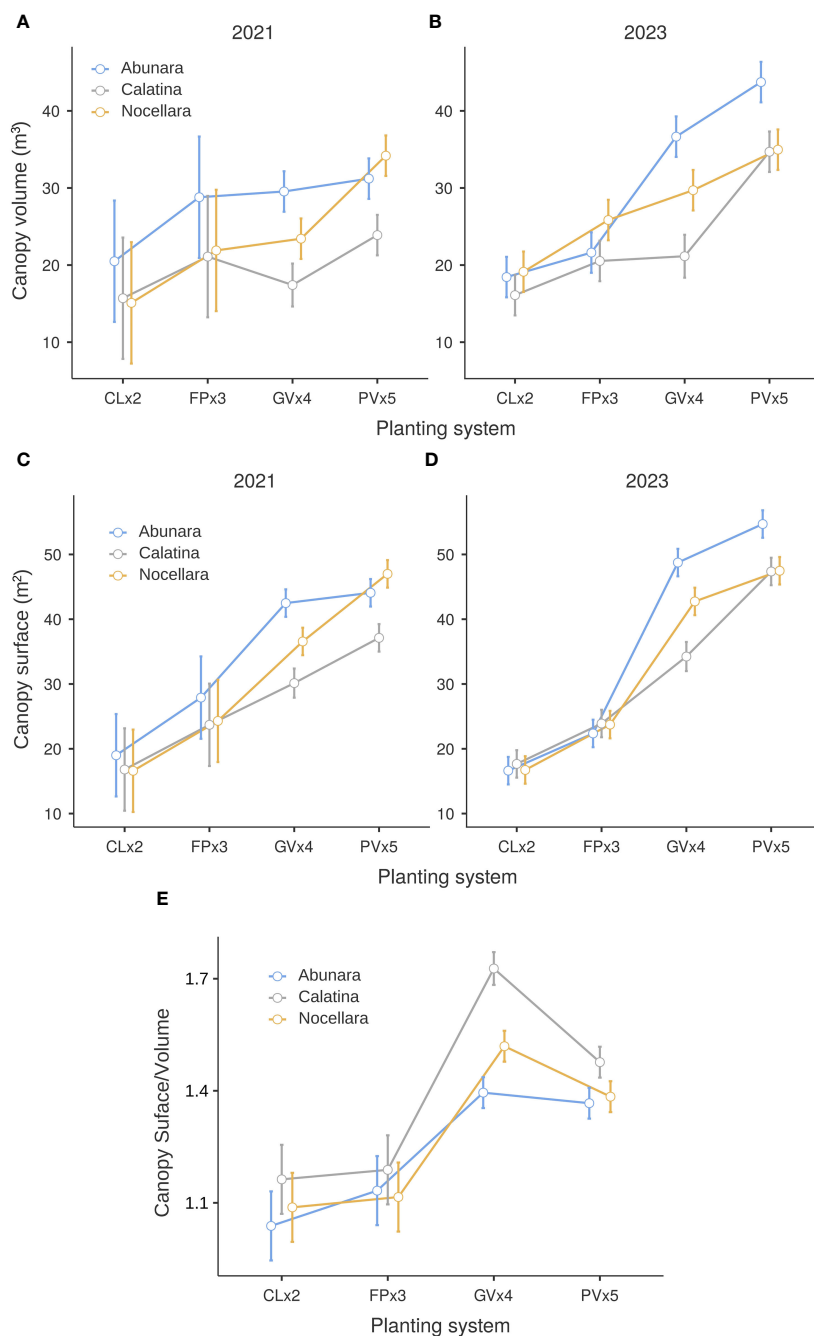 A
2021
Abunara
Calatina
Nocellara
Canopy volume (m³)
40
30
20
10
CLx2 FPx3 GVx4 PVx5
B
2023
40
30
20
10
CLx2 FPx3 GVx4 PVx5
Planting system
C
2021
Abunara
Calatina
Nocellara
Canopy surface (m²)
50
40
30
20
10
CLx2 FPx3 GVx4 PVx5
D
2023
50
40
30
20
10
CLx2 FPx3 GVx4 PVx5
Planting system
E
Abunara
Calatina
Nocellara
Canopy Suface/Volume
1.7
1.4
1.1
CLx2 FPx3 GVx4 PVx5
Planting system